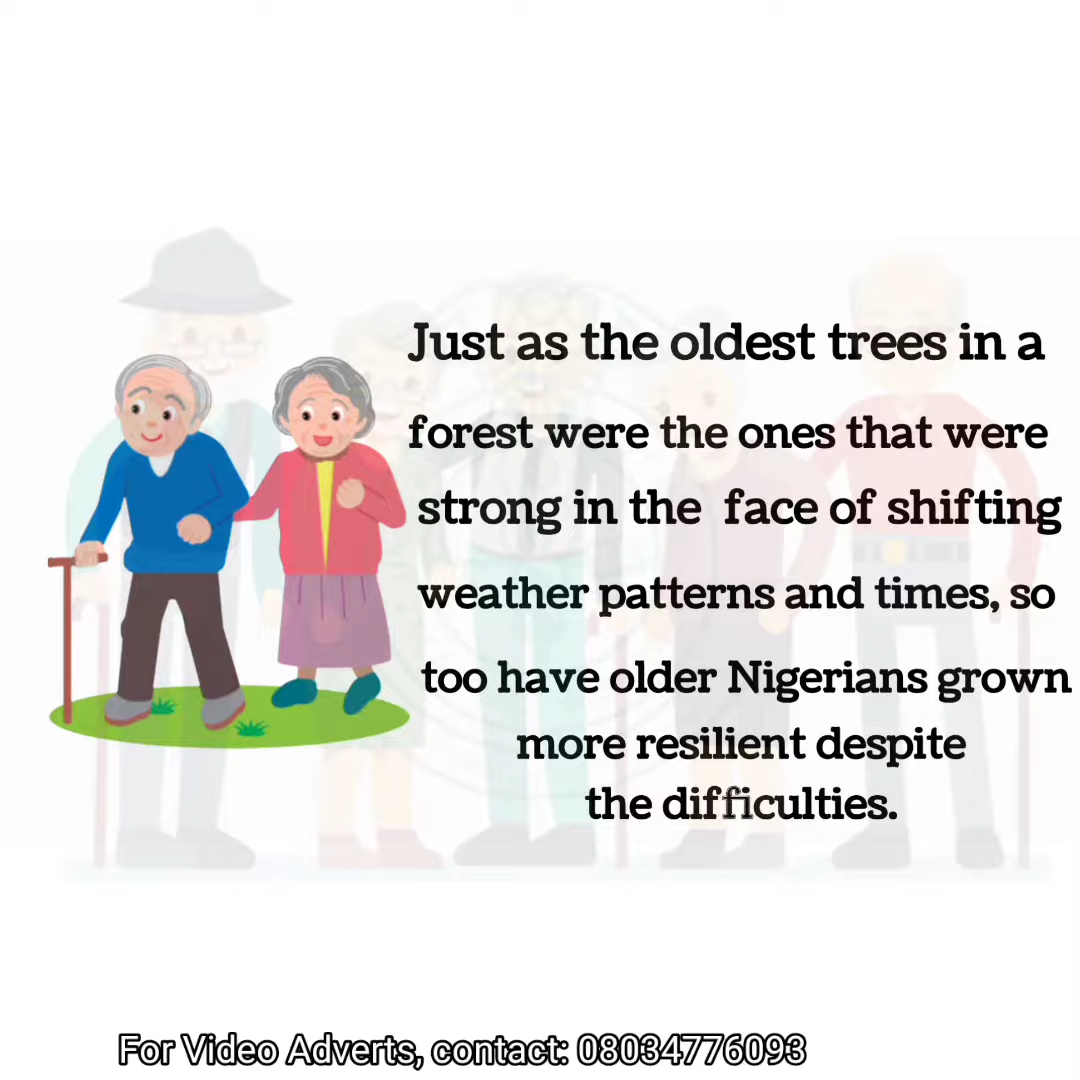 Just as the oldest trees in a
forest were the ones that were
strong in the face of shifting
weather patterns and times, so
too have older Nigerians grown
more resilient despite
the difficulties.
For Video Adverts, contact: 08034776093